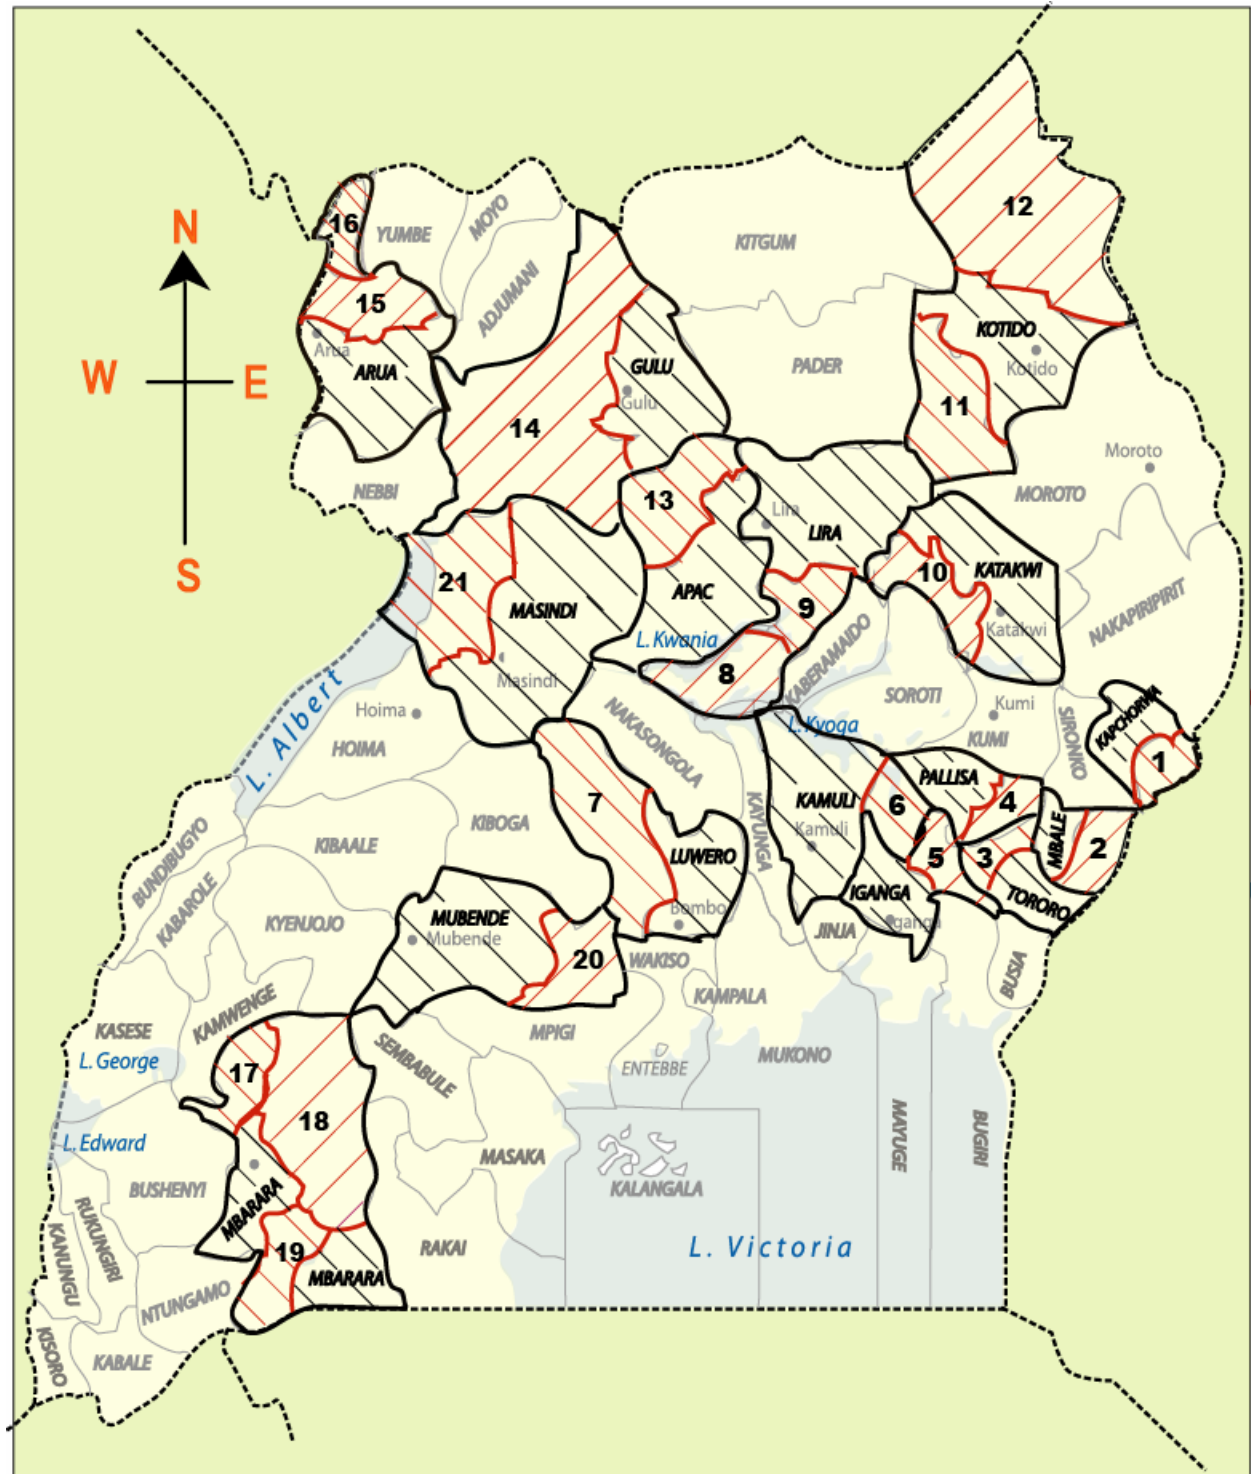 N
W
E
S
16
YUMBE
MOYO
ADJUMANI
15
Arua
ARUA
NEBBI
14
GULU
Gulu
KITGUM
PADER
12
KOTIDO
Kotido
11
Moroto
MOROTO
NAKAPIRIPIRIT
13
Lira
LIRA
10
KATAKWI
Katakwi
21
MASINDI
Masindi
APAC
L. Kwania
9
8
KABERAMAIDO
SOROTI
Kumi
KUMI
SIRONKO
KAPCHORWA
1
L. Albert
Hoima
HOIMA
NAKASONGOLA
L. Kyoga
7
LUWERO
Bombo
KAYUNGA
KAMULI
Kamuli
6
PALLISA
4
5
3
MBALE
2
TORORO
IGANGA
Iganga
JINJA
BUSIA
BUNDIBUGYO
KABAROLE
KIBAALE
KIBOGA
KYENJOJO
MUBENDE
Mubende
20
WAKISO
KAMPALA
MPIGI
ENTEBBE
MUKONO
MAYUGE
BUGIRI
KASESE
KAMWENGE
L. George
17
18
SEMBABULE
MASAKA
KALANGALA
L. Edward
BUSHENYI
RUKUNGIRI
KANUNGU
MBARARA
19
MBARARA
RAKAI
L. Victoria
NTUNGAMO
KISORO
KABALE